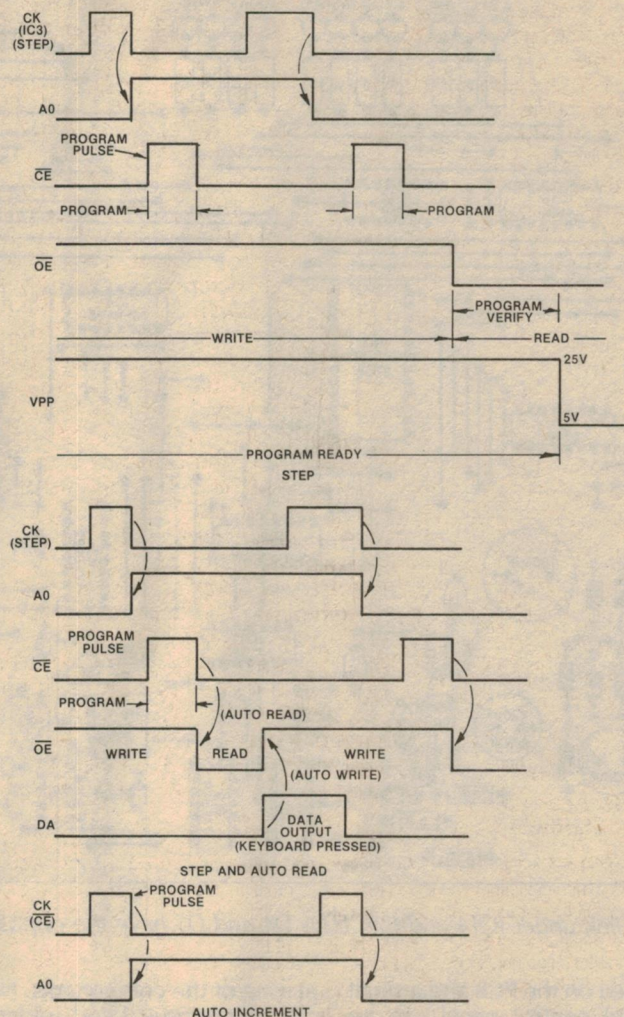 CK
(IC3)
(STEP)
A0
PROGRAM
PULSE
CE
PROGRAM
PROGRAM
OE
PROGRAM
VERIFY
WRITE
READ
25V
VPP
5V
PROGRAM READY
STEP
CK
(STEP)
A0
PROGRAM
PULSE
CE
PROGRAM
(AUTO READ)
OE
WRITE
READ
WRITE
(AUTO WRITE)
DA
DATA
OUTPUT
(KEYBOARD PRESSED)
STEP AND AUTO READ
PROGRAM
PULSE
CK
(CE)
A0
AUTO INCREMENT